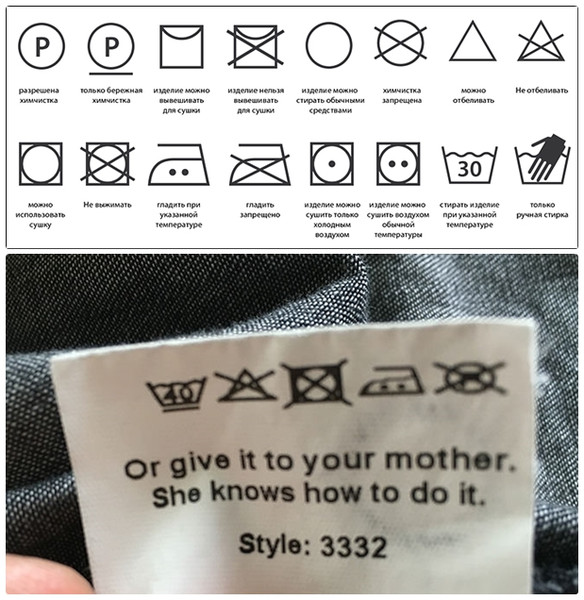 P P
разрешена химчистка
только бережная химчистка
изделие можно вывешивать для сушки
изделие нельзя вывешивать для сушки
изделие можно стирать обычными средствами
химчистка запрещена
можно отбеливать
Не отбеливать
30
можно использовать сушку
Не выжимать
гладить при указанной температуре
гладить запрещено
изделие можно сушить только холодным воздухом
изделие можно сушить воздухом обычной температуры
стирать изделие при указанной температуре
только ручная стирка
40
Or give it to your mother.
She knows how to do it.
Style: 3332